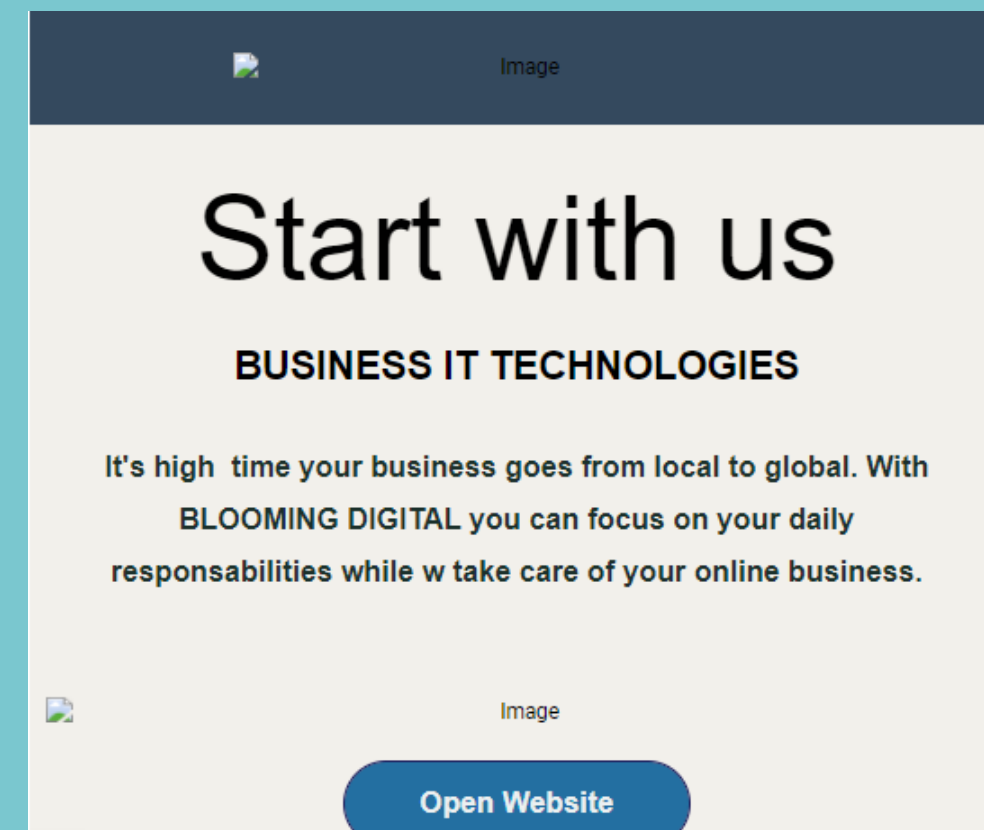 Image
Start with us
BUSINESS IT TECHNOLOGIES
It's high  time your business goes from local to global. With
BLOOMING DIGITAL you can focus on your daily
responsabilities while w take care of your online business.
Image
Open Website